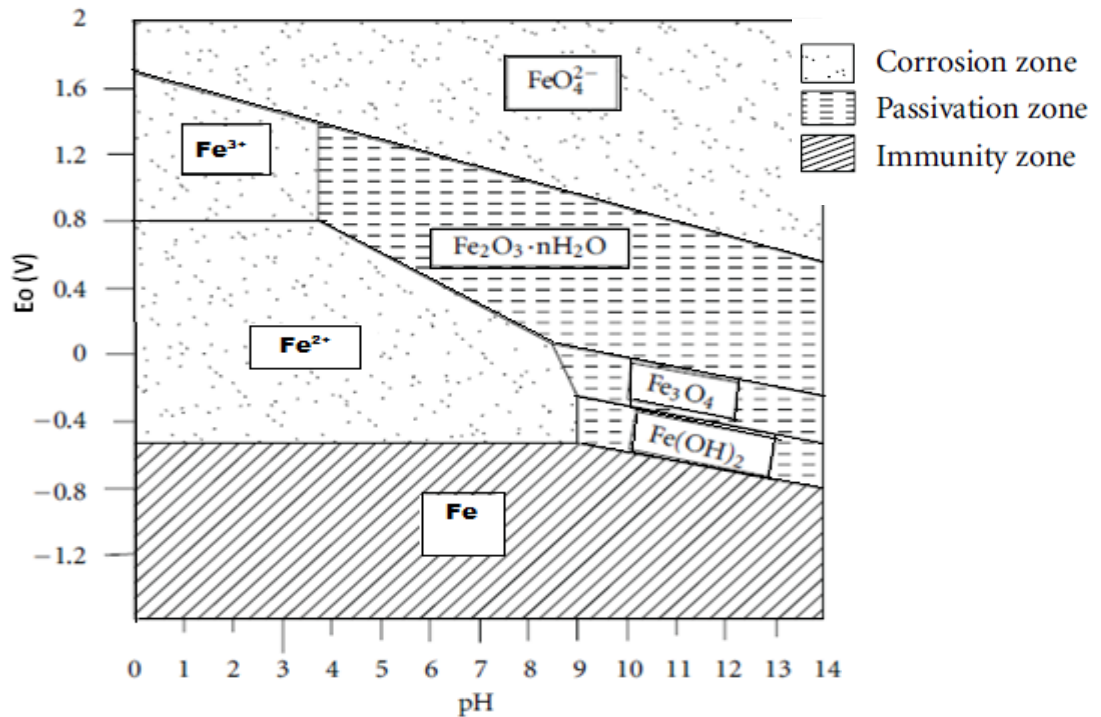 2
1.6
1.2
0.8
0.4
0
−0.4
−0.8
−1.2
Eo (V)
FeO₄²⁻
Fe³⁺
Fe₂O₃·nH₂O
Fe²⁺
Fe₃O₄
Fe(OH)₂
Fe
Corrosion zone
Passivation zone
Immunity zone
0 1 2 3 4 5 6 7 8 9 10 11 12 13 14
pH